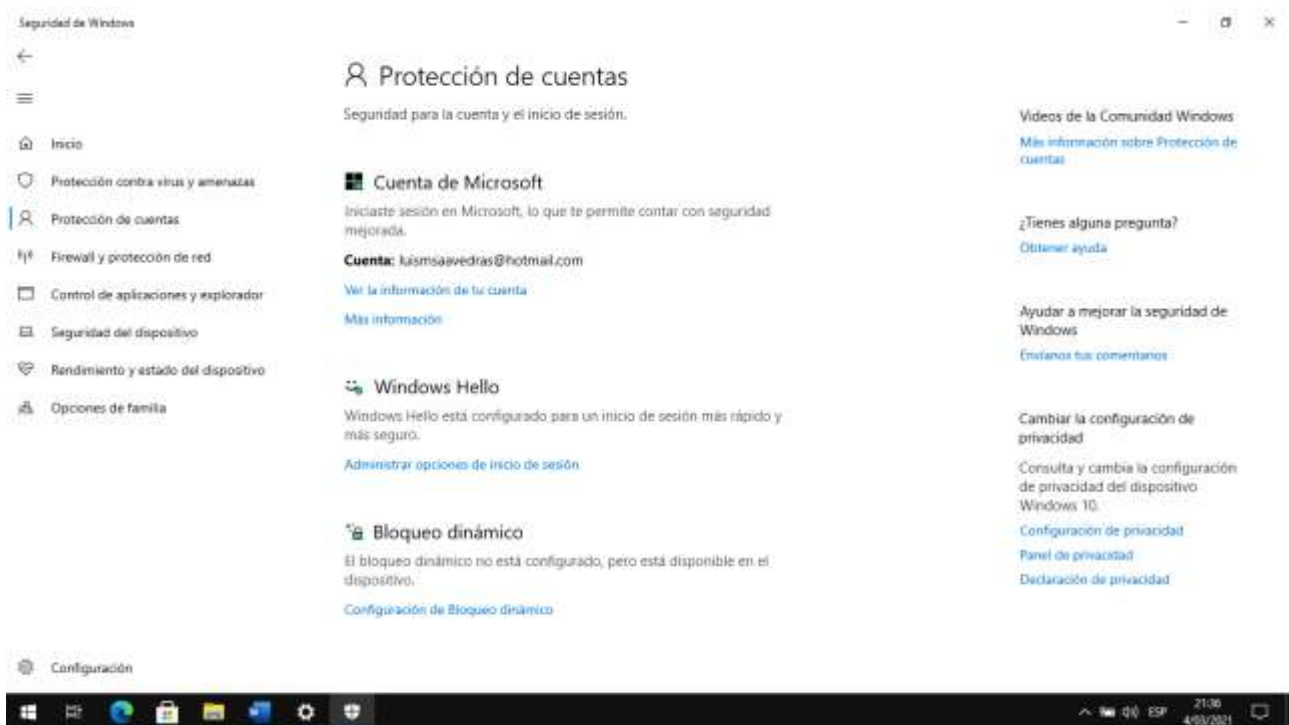 Seguridad de Windows
Inicio
Protección contra virus y amenazas
Protección de cuentas
Firewall y protección de red
Control de aplicaciones y explorador
Seguridad del dispositivo
Rendimiento y estado del dispositivo
Opciones de familia
Configuración
Protección de cuentas
Seguridad para la cuenta y el inicio de sesión.
Cuenta de Microsoft
Iniciaste sesión en Microsoft, lo que te permite contar con seguridad
mejorada.
Cuenta: luismsaavedras@hotmail.com
Ver la información de tu cuenta
Más información
Windows Hello
Windows Hello está configurado para un inicio de sesión más rápido y
más seguro.
Administrar opciones de inicio de sesión
Bloqueo dinámico
El bloqueo dinámico no está configurado, pero está disponible en el
dispositivo.
Configuración de Bloqueo dinámico
Videos de la Comunidad Windows
Más información sobre Protección de
cuentas
¿Tienes alguna pregunta?
Obtener ayuda
Ayudar a mejorar la seguridad de
Windows
Envíanos tus comentarios
Cambiar la configuración de
privacidad
Consulta y cambia la configuración
de privacidad del dispositivo
Windows 10.
Configuración de privacidad
Panel de privacidad
Declaración de privacidad
ESP
21:36
4/03/2021